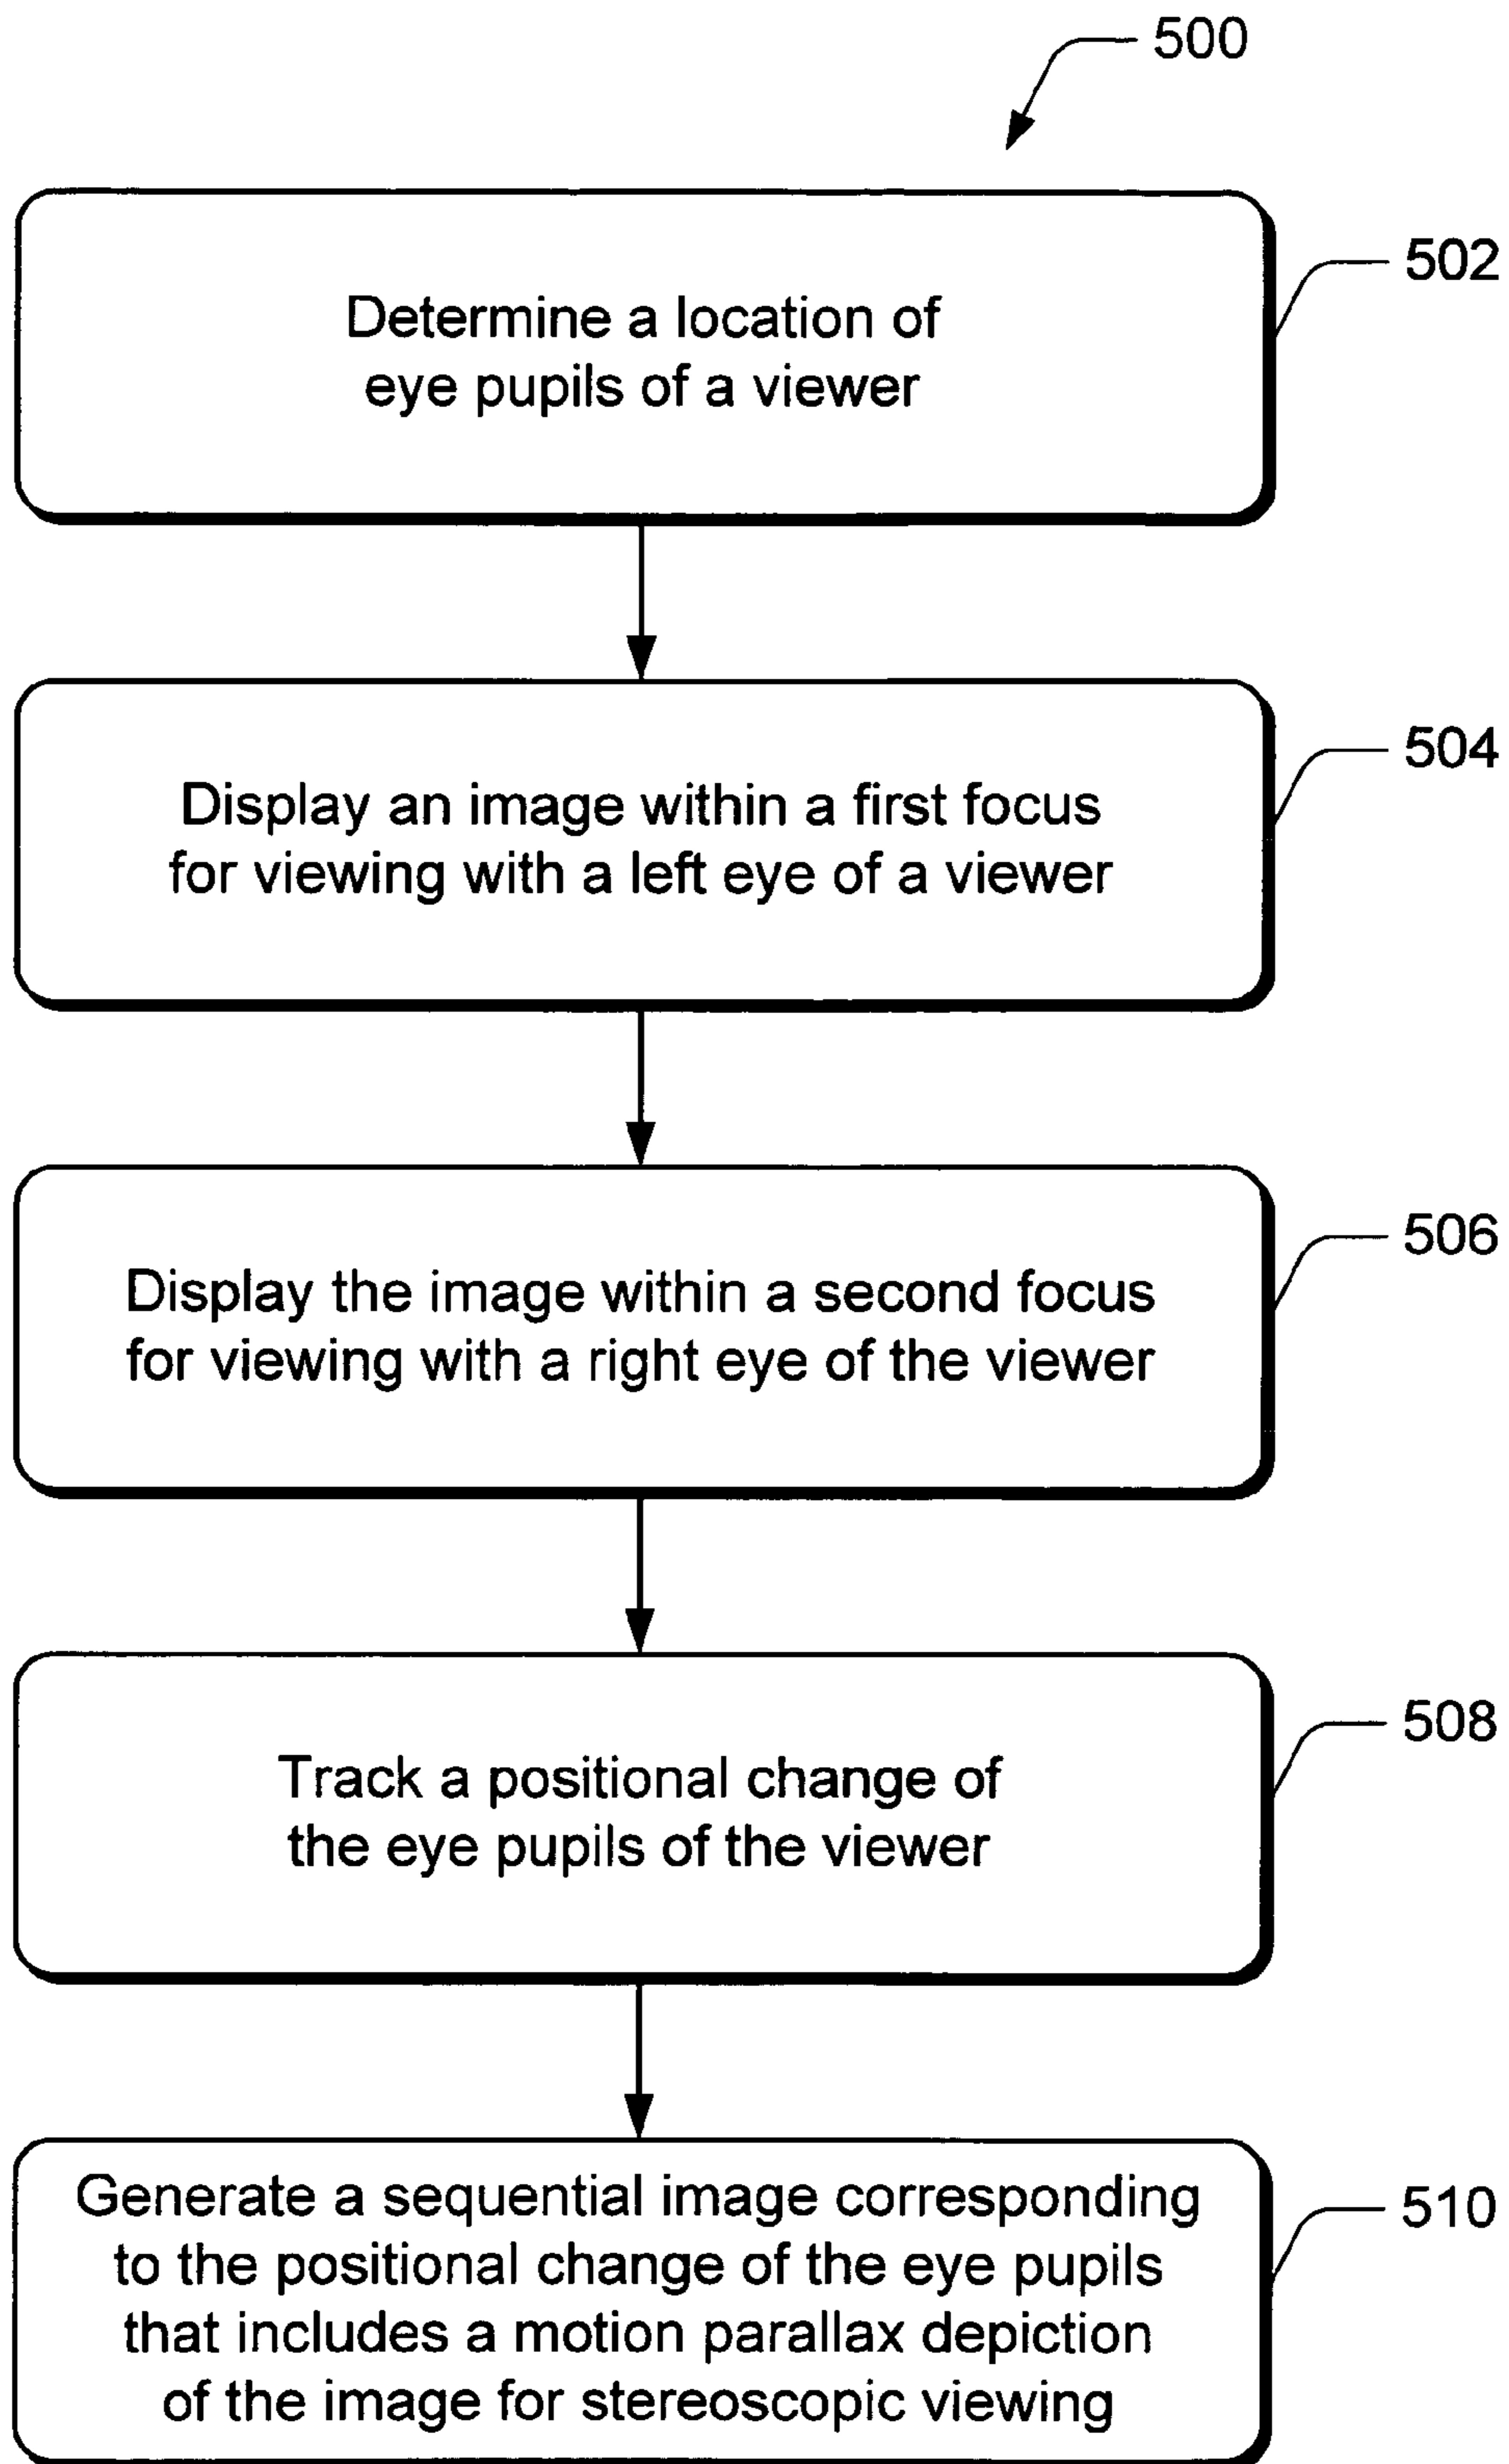 500
502
Determine a location of
eye pupils of a viewer
504
Display an image within a first focus
for viewing with a left eye of a viewer
506
Display the image within a second focus
for viewing with a right eye of the viewer
508
Track a positional change of
the eye pupils of the viewer
510
Generate a sequential image corresponding
to the positional change of the eye pupils
that includes a motion parallax depiction
of the image for stereoscopic viewing